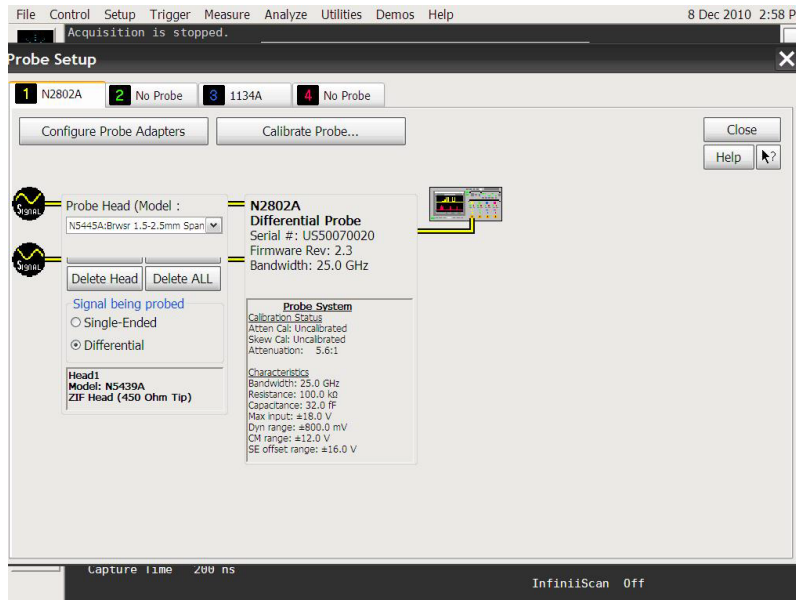 File Control Setup Trigger Measure Analyze Utilities Demos Help 8 Dec 2010 2:58 P
Acquisition is stopped.
Probe Setup
1 N2802A 2 No Probe 3 1134A 4 No Probe
Configure Probe Adapters Calibrate Probe... Close
Help ?
SIGNAL
Probe Head (Model :
N5445A:Brwsr 1.5-2.5mm Span
SIGNAL
Delete Head Delete ALL
Signal being probed
Single-Ended
Differential
Head1
Model: N5439A
ZIF Head (450 Ohm Tip)
N2802A
Differential Probe
Serial #: US50070020
Firmware Rev: 2.3
Bandwidth: 25.0 GHz
Probe System
Calibration Status
Atten Cal: Uncalibrated
Skew Cal: Uncalibrated
Attenuation: 5.6:1
Characteristics
Bandwidth: 25.0 GHz
Resistance: 100.0 kΩ
Capacitance: 32.0 fF
Max input: ±18.0 V
Dyn range: ±800.0 mV
CM range: ±12.0 V
SE offset range: ±16.0 V
Capture Time 200 ns
InfiniiScan Off